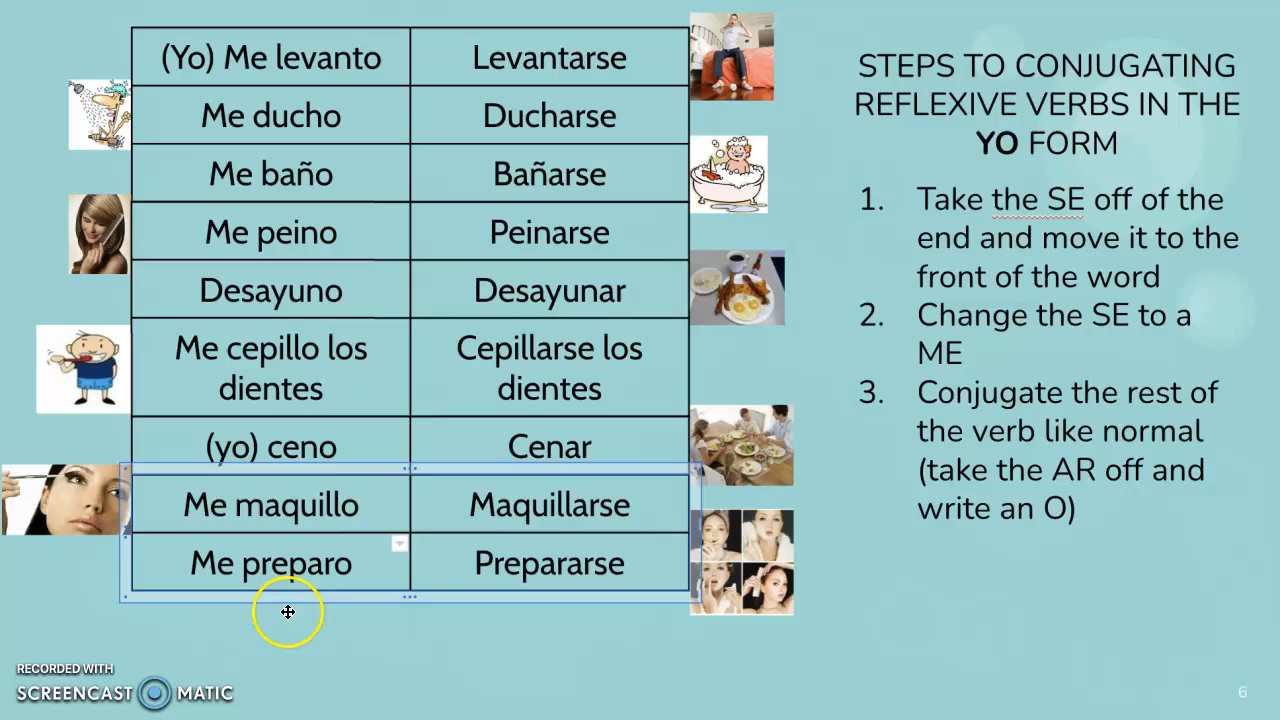 (Yo) Me levanto
Levantarse
Me ducho
Ducharse
Me baño
Bañarse
Me peino
Peinarse
Desayuno
Desayunar
Me cepillo los
dientes
Cepillarse los
dientes
(yo) ceno
Cenar
Me maquillo
Maquillarse
Me preparo
Prepararse
STEPS TO CONJUGATING
REFLEXIVE VERBS IN THE
YO FORM
1. Take the SE off of the
end and move it to the
front of the word
2. Change the SE to a
ME
3. Conjugate the rest of
the verb like normal
(take the AR off and
write an O)
RECORDED WITH
SCREENCAST MATIC
6